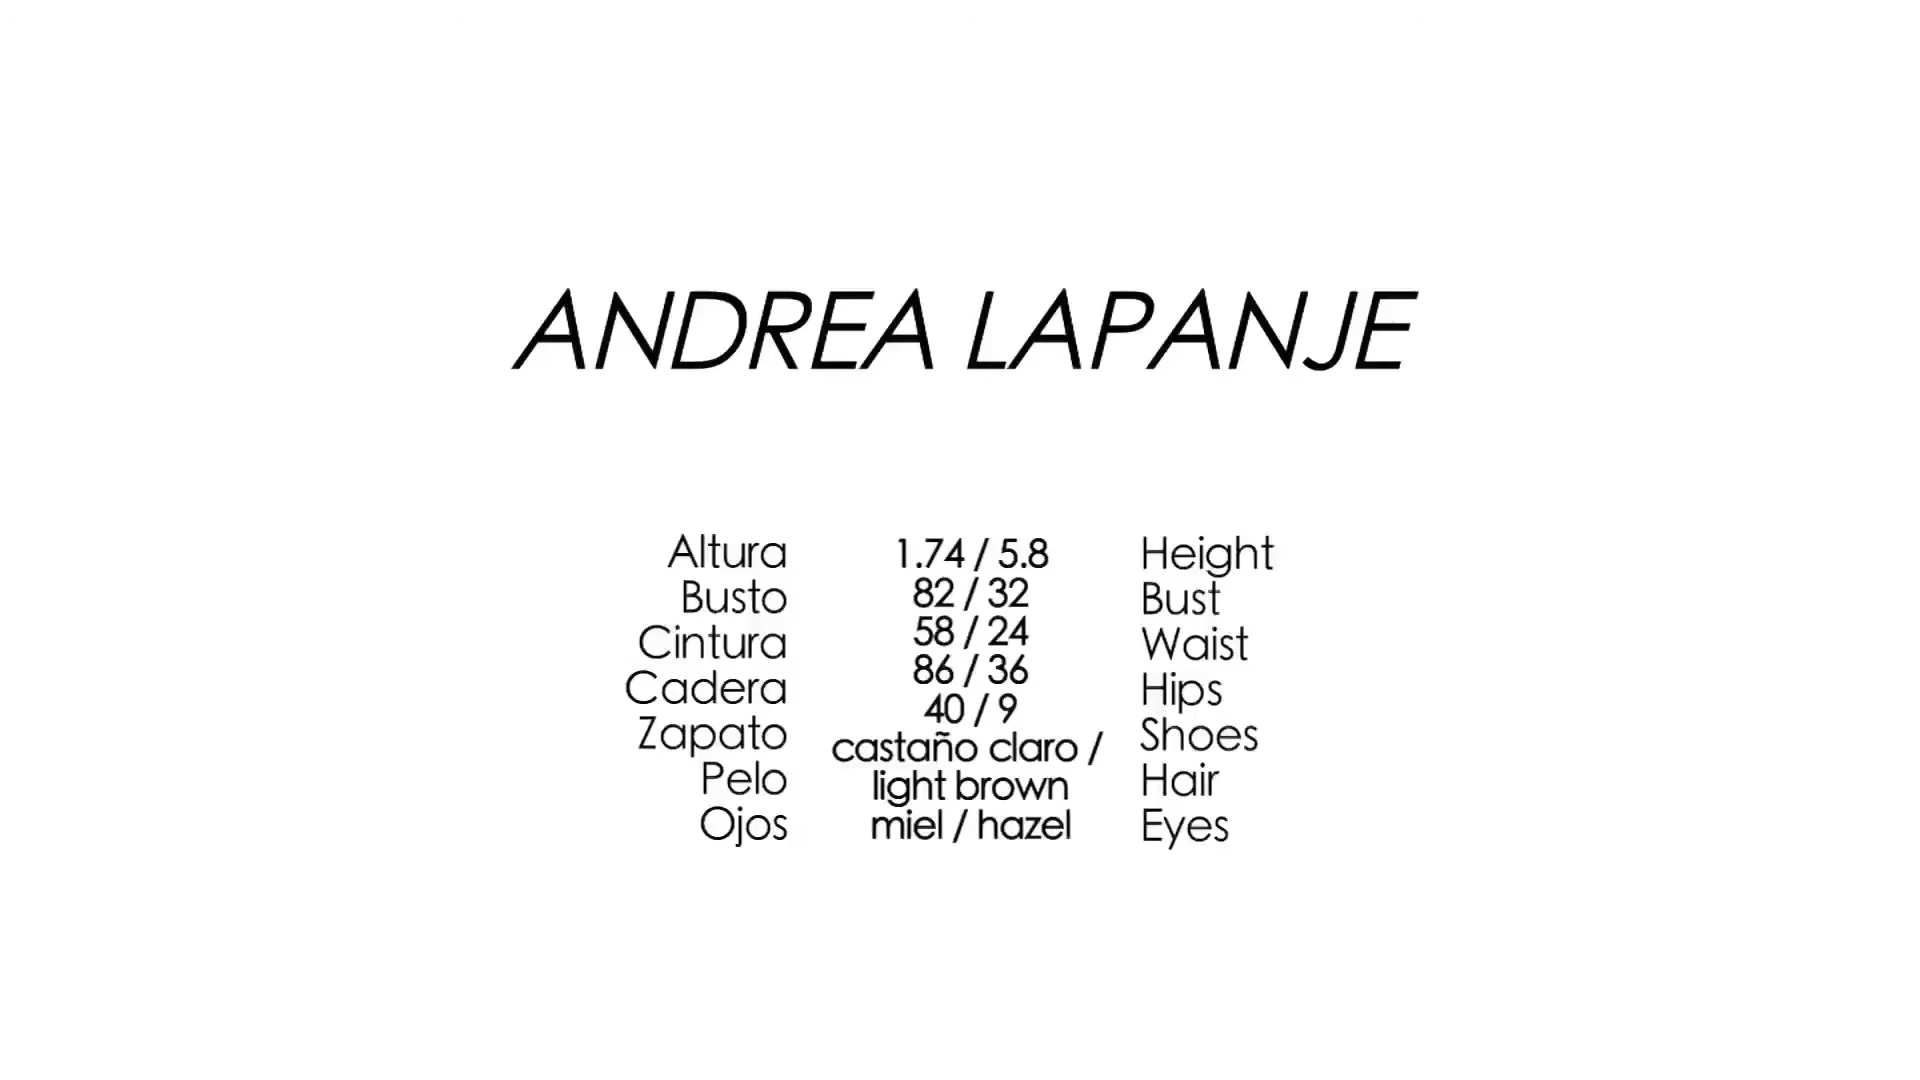 ANDREA LAPANJE
Altura 1.74 / 5.8 Height
Busto 82 / 32 Bust
Cintura 58 / 24 Waist
Cadera 86 / 36 Hips
Zapato 40 / 9 Shoes
Pelo castaño claro / light brown Hair
Ojos miel / hazel Eyes